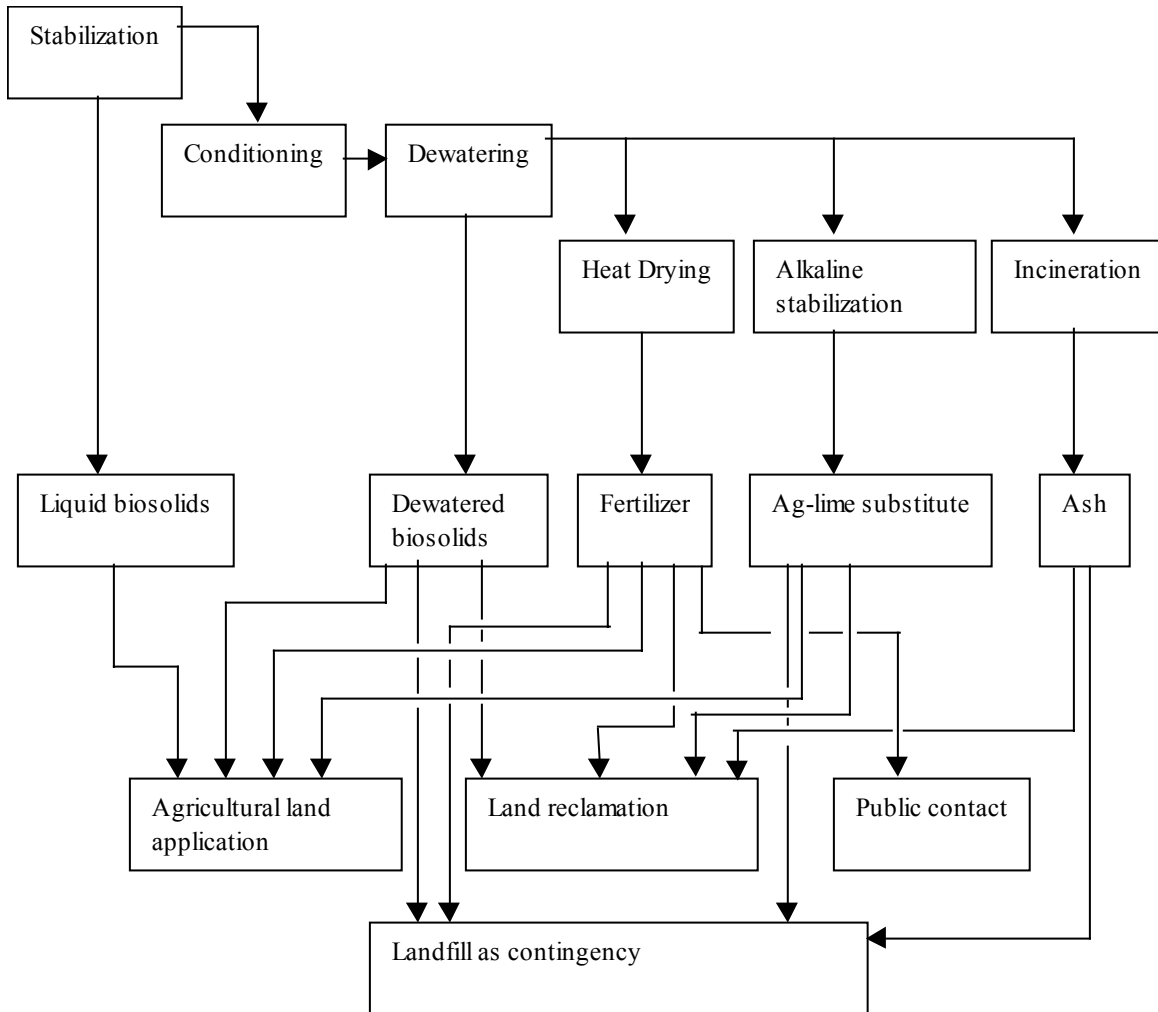 Stabilization
Conditioning
Dewatering
Heat Drying
Alkaline
stabilization
Incineration
Liquid biosolids
Dewatered
biosolids
Fertilizer
Ag-lime substitute
Ash
Agricultural land
application
Land reclamation
Public contact
Landfill as contingency